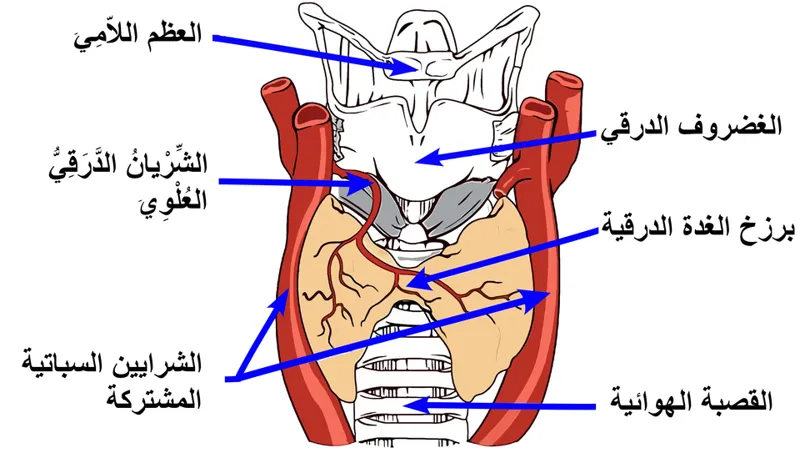 العظم اللاّمِيَ
الغضروف الدرقي
الشِّرْيانُ الدَّرَقِيُّ
العُلْوِيَ
برزخ الغدة الدرقية
الشرايين السباتية
المشتركة
القصبة الهوائية